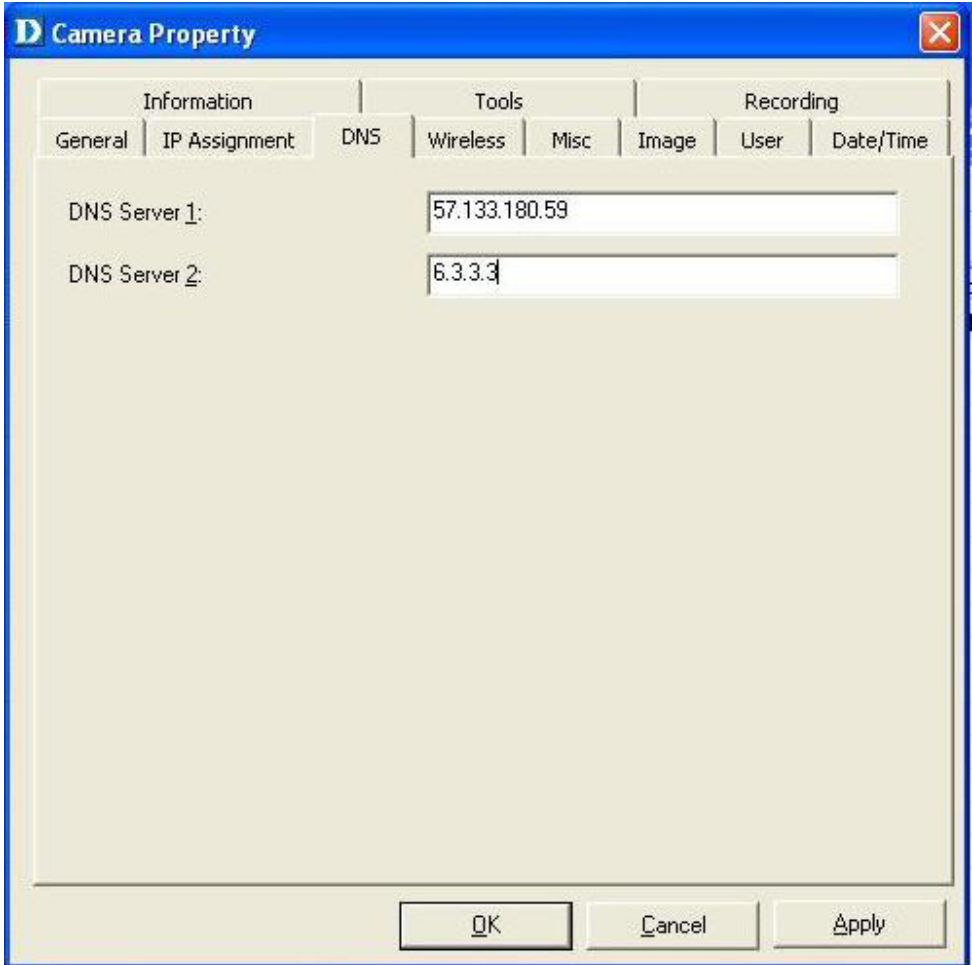 D Camera Property
Information Tools Recording
General IP Assignment DNS Wireless Misc Image User Date/Time
DNS Server 1: 57.133.180.59
DNS Server 2: 6.3.3.3
OK Cancel Apply